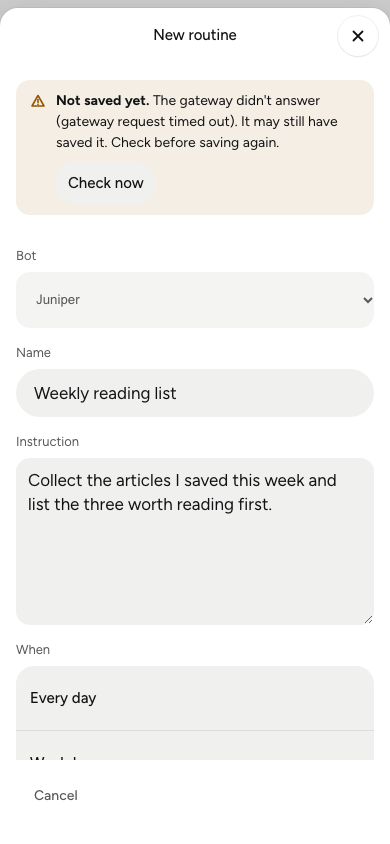 New routine
Not saved yet. The gateway didn't answer
(gateway request timed out). It may still have
saved it. Check before saving again.
Check now
Bot
Juniper
Name
Weekly reading list
Instruction
Collect the articles I saved this week and
list the three worth reading first.
When
Every day
Cancel